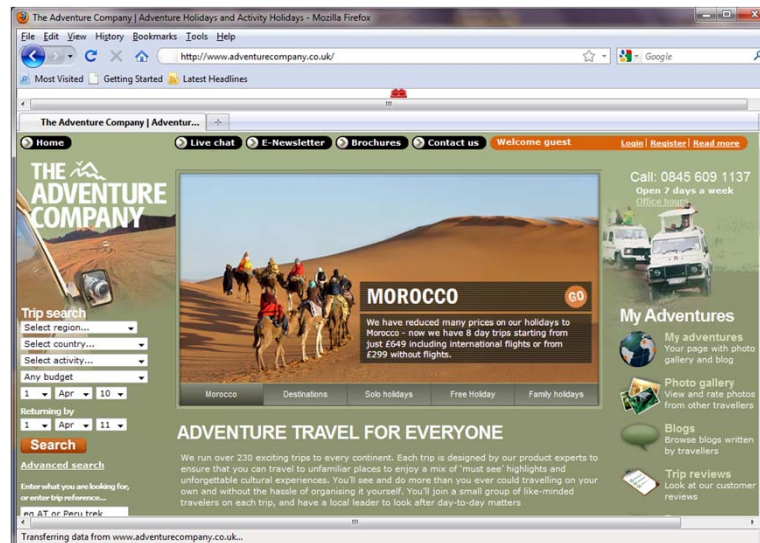 The Adventure Company | Adventure Holidays and Activity Holidays - Mozilla Firefox
File Edit View History Bookmarks Tools Help
http://www.adventurecompany.co.uk/
Google
Most Visited Getting Started Latest Headlines
The Adventure Company | Adventur...
Home Live chat E-Newsletter Brochures Contact us Welcome guest Login | Register | Read more
THE
ADVENTURE
COMPANY
Call: 0845 609 1137
Open 7 days a week
Office hours
MOROCCO
GO
We have reduced many prices on our holidays to
Morocco - now we have 8 day trips starting from
just £649 including international flights or from
£299 without flights.
Morocco Destinations Solo holidays Free Holiday Family holidays
Trip search
Select region...
Select country...
Select activity...
Any budget
1 Apr 10
Returning by
1 Apr 11
Search
Advanced search
Enter what you are looking for,
or enter trip reference...
eg AT or Peru trek
ADVENTURE TRAVEL FOR EVERYONE
We run over 230 exciting trips to every continent. Each trip is designed by our product experts to
ensure that you can travel to unfamiliar places to enjoy a mix of 'must see' highlights and
unforgettable cultural experiences. You'll see and do more than you ever could travelling on your
own and without the hassle of organising it yourself. You'll join a small group of like-minded
travelers on each trip, and have a local leader to look after day-to-day matters
My Adventures
My adventures
Your page with photo
gallery and blog
Photo gallery
View and rate photos
from other travellers
Blogs
Browse blogs written
by travellers
Trip reviews
Look at our customer
reviews
Transferring data from www.adventurecompany.co.uk...